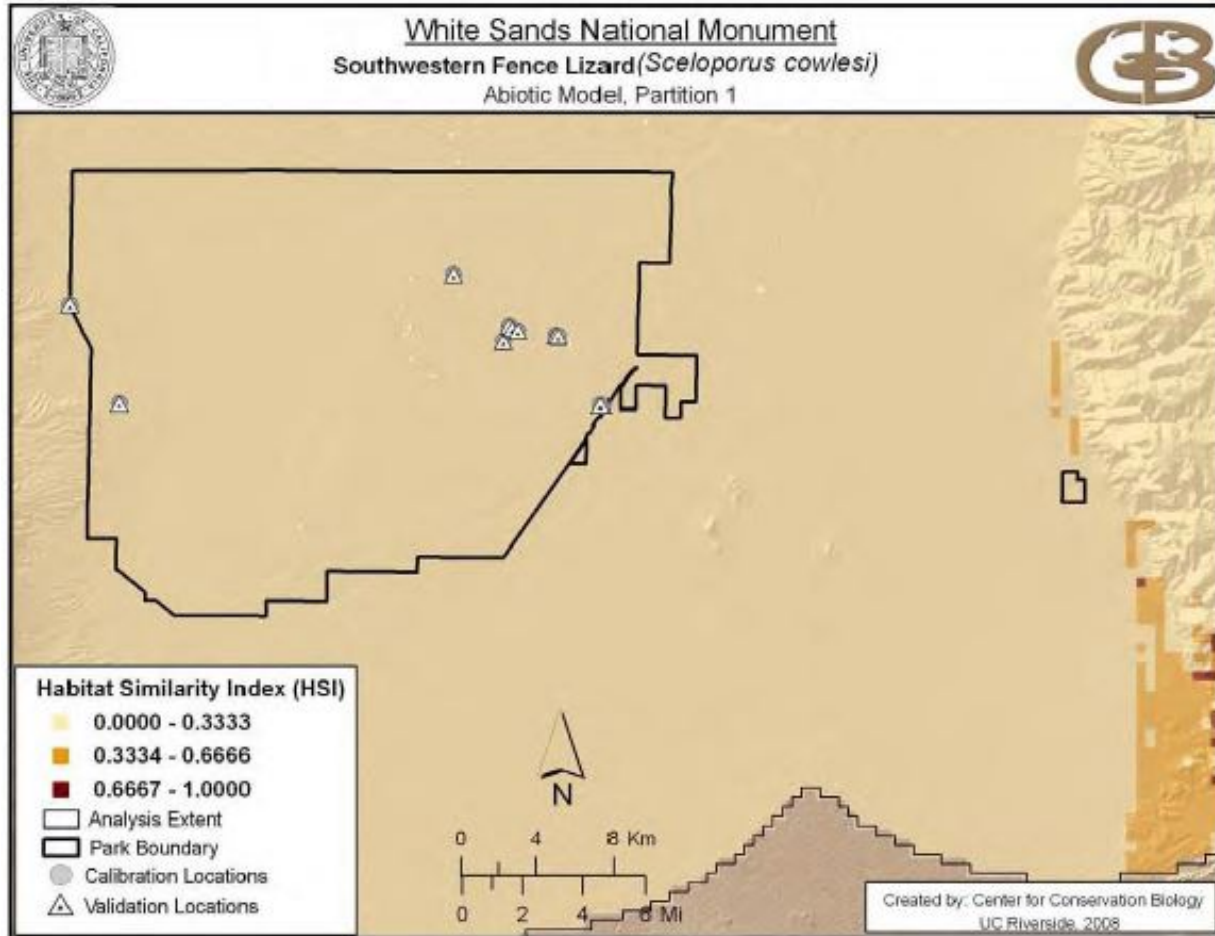 White Sands National Monument
Southwestern Fence Lizard (Sceloporus cowlesi)
Abiotic Model, Partition 1
Habitat Similarity Index (HSI)
0.0000 - 0.3333
0.3334 - 0.6666
0.6667 - 1.0000
Analysis Extent
Park Boundary
Calibration Locations
Validation Locations
N
0 4 8 Km
0 2 4 6 Mi
Created by: Center for Conservation Biology
UC Riverside, 2008